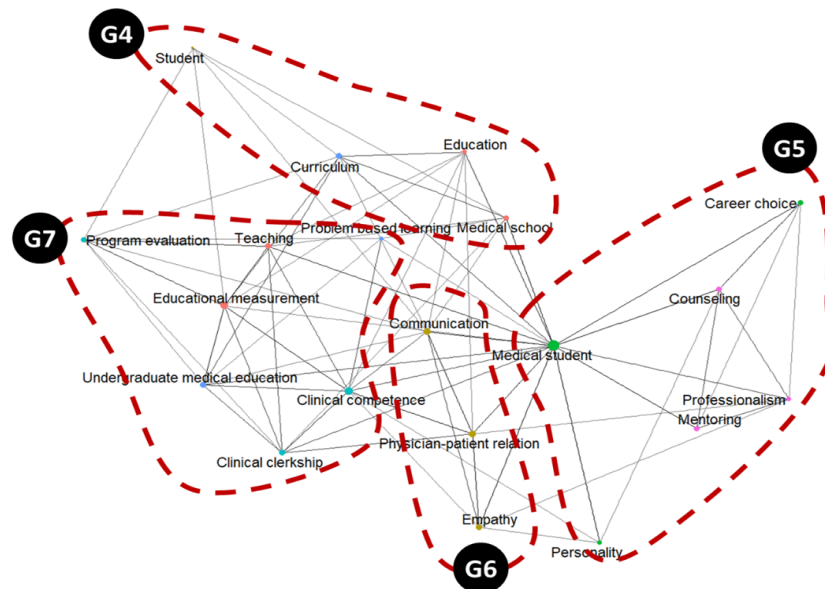 G4
Student
Education
Curriculum
G5
Career choice
Problem based learning
Medical school
G7
Program evaluation
Teaching
Counseling
Educational measurement
Communication
Medical student
Undergraduate medical education
Clinical competence
Professionalism
Mentoring
Physician-patient relation
Clinical clerkship
Empathy
Personality
G6